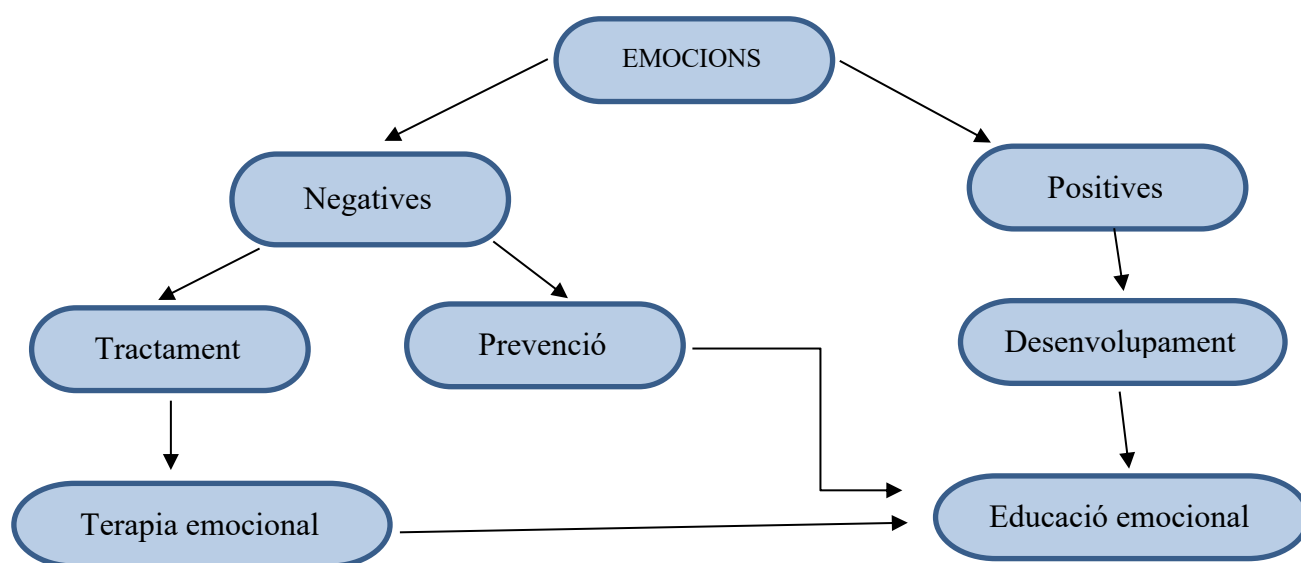 EMOCIONS
Negatives
Positives
Tractament
Prevenció
Desenvolupament
Terapia emocional
Educació emocional